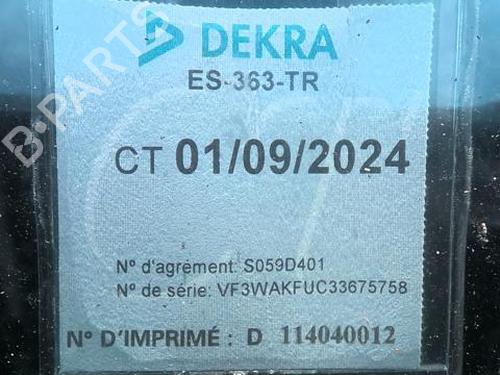 DEKRA
ES-363-TR
CT 01/09/2024
N° d'agrément: S059D401
N° de série: VF3WAKFUC33675758
N° D'IMPRIMÉ : D 114040012
B-PARTS